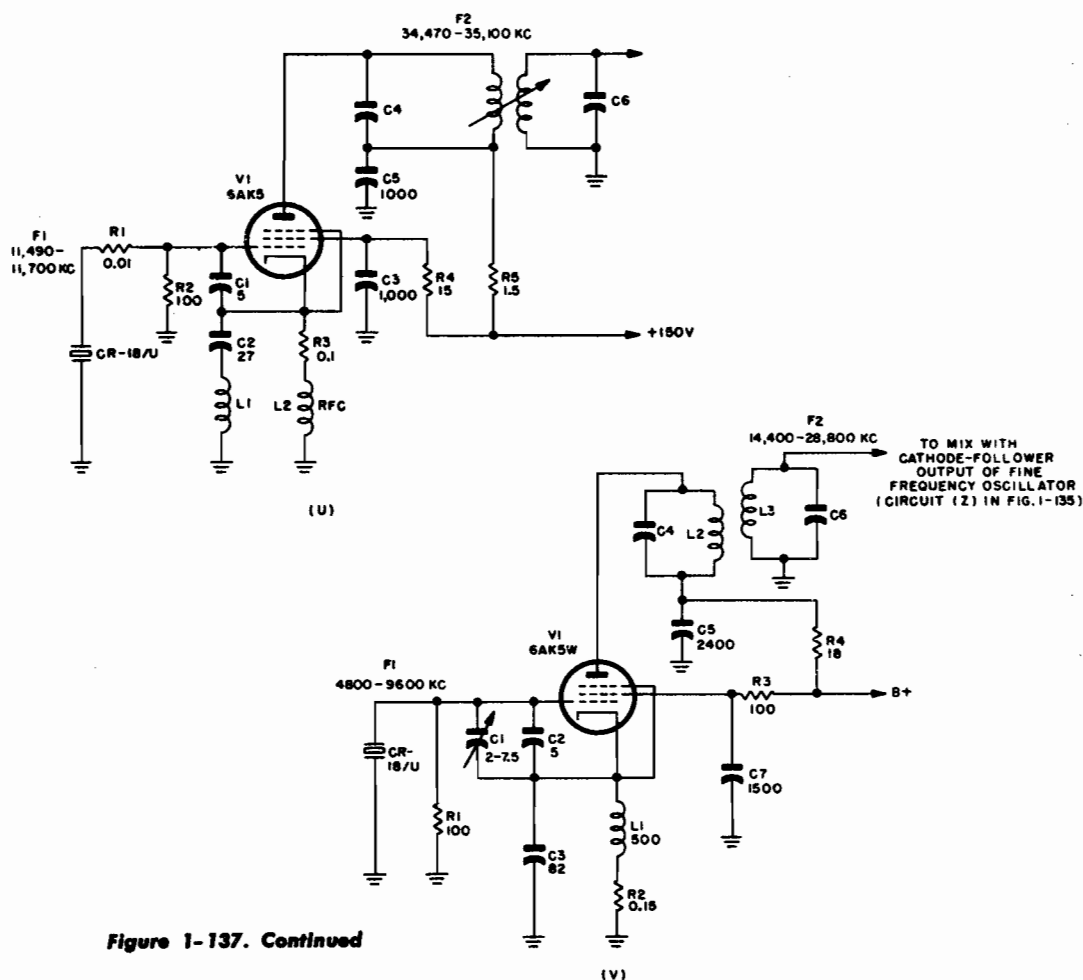 F2
34,470-35,100 KC
C4
C6
C5
1000
V1
6AK5
F1
11,490-
11,700 KC
R1
0.01
R2
100
C1
5
C3
1,000
R4
15
R5
1.5
+150V
CR-18/U
C2
27
R3
0.1
L1
L2
RFC
(U)
F2
14,400-28,800 KC
TO MIX WITH
CATHODE-FOLLOWER
OUTPUT OF FINE
FREQUENCY OSCILLATOR
(CIRCUIT (Z) IN FIG. 1-135)
C4
L2
L3
C6
C5
2400
R4
18
V1
6AK5W
F1
4800-9600 KC
R3
100
B+
CR-
18/U
C1
2-7.5
C2
5
C7
1500
R1
100
C3
82
L1
500
R2
0.15
Figure 1-137. Continued
(V)